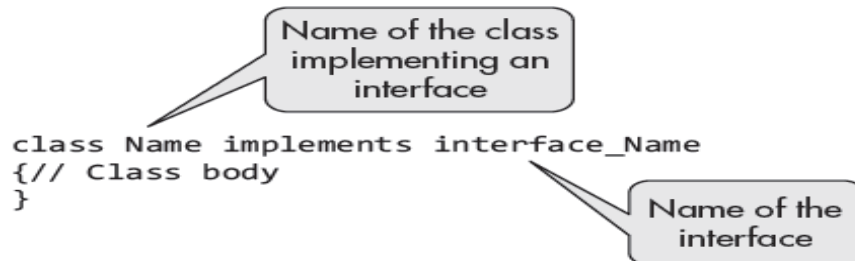 Name of the class
implementing an
interface
class Name implements interface_Name
{// Class body
}
Name of the
interface